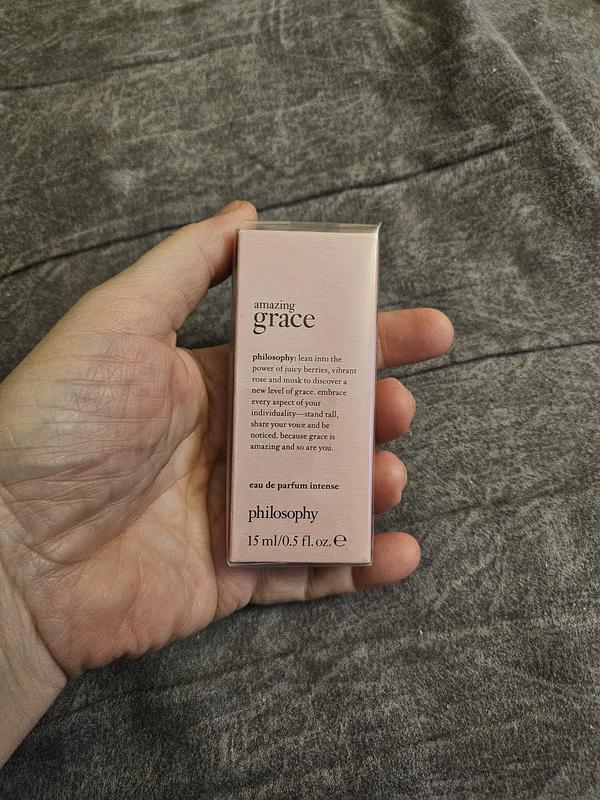 amazing
grace
philosophy: lean into the
power of juicy berries, vibrant
rose and musk to discover a
new level of grace. embrace
every aspect of your
individuality—stand tall,
share your voice and be
noticed. because grace is
amazing and so are you.
eau de parfum intense
philosophy
15 ml/0.5 fl. oz. ℮